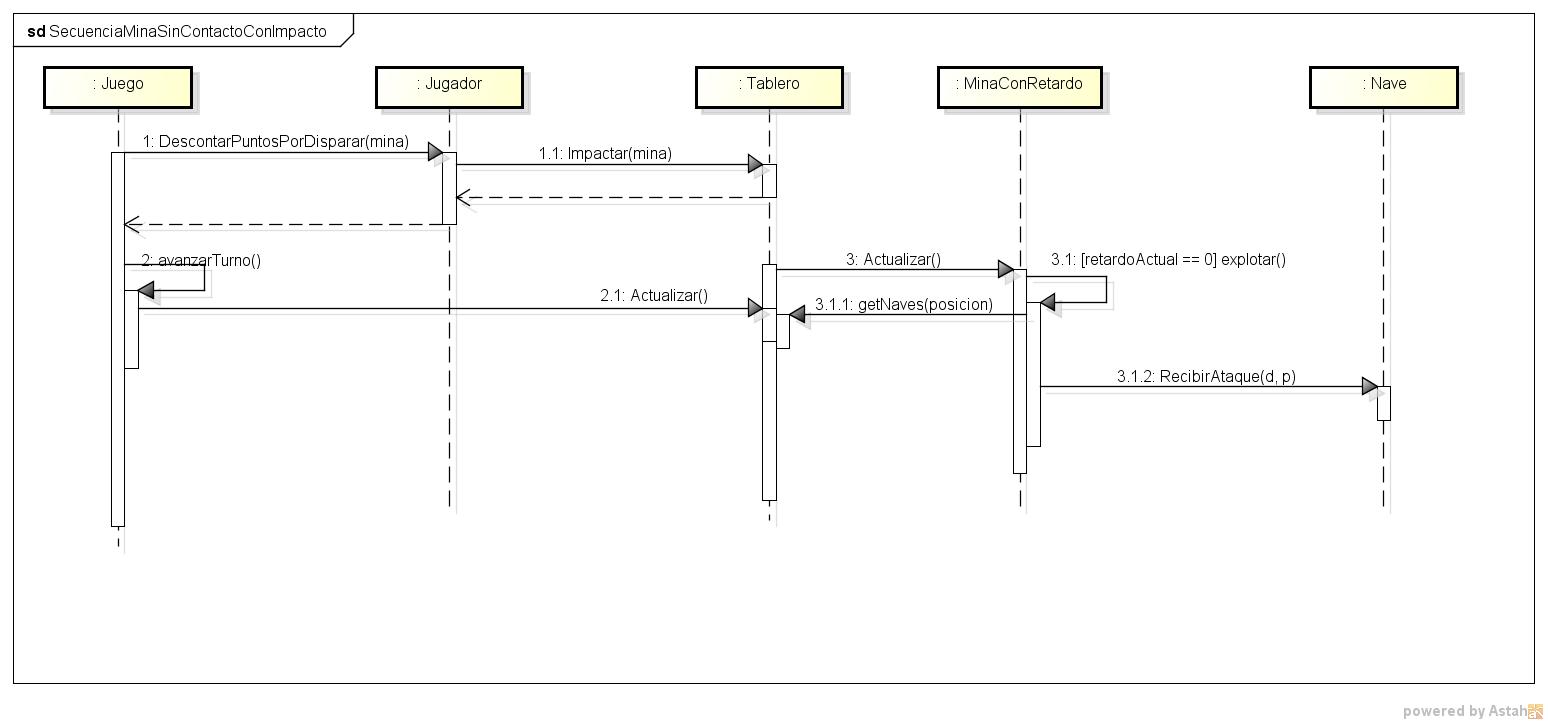 sd SecuenciaMinaSinContactoConImpacto
: Juego
: Jugador
: Tablero
: MinaConRetardo
: Nave
1: DescontarPuntosPorDisparar(mina)
1.1: Impactar(mina)
2: avanzarTurno()
3: Actualizar()
3.1: [retardoActual == 0] explotar()
2.1: Actualizar()
3.1.1: getNaves(posicion)
3.1.2: RecibirAtaque(d, p)
powered by Astah